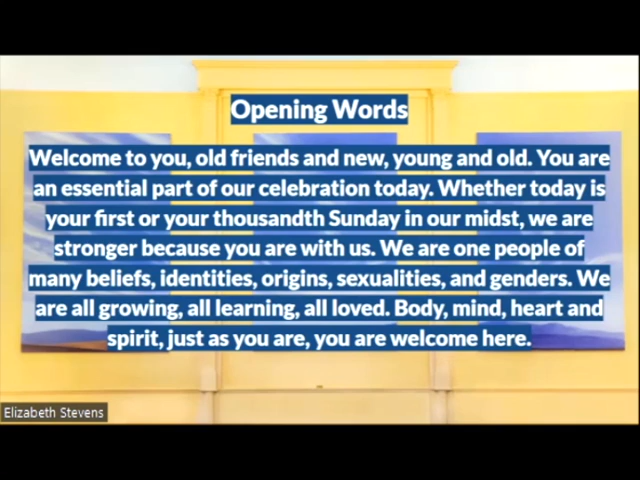 Opening Words
Welcome to you, old friends and new, young and old. You are
an essential part of our celebration today. Whether today is
your first or your thousandth Sunday in our midst, we are
stronger because you are with us. We are one people of
many beliefs, identities, origins, sexualities, and genders. We
are all growing, all learning, all loved. Body, mind, heart and
spirit, just as you are, you are welcome here.
Elizabeth Stevens